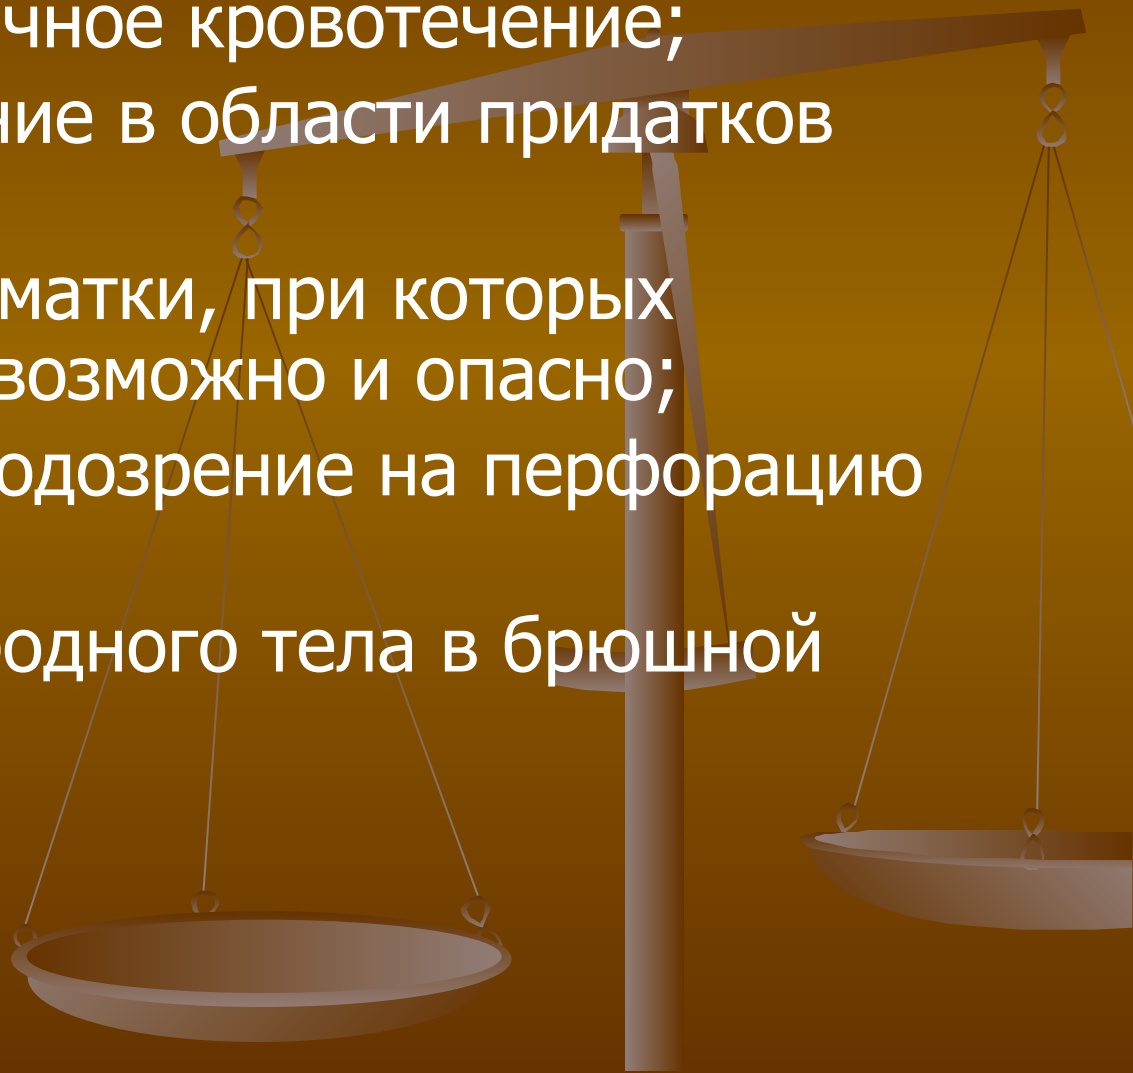 чное кровотечение;
ние в области придатков
матки, при которых
возможно и опасно;
одозрение на перфорацию
одного тела в брюшной